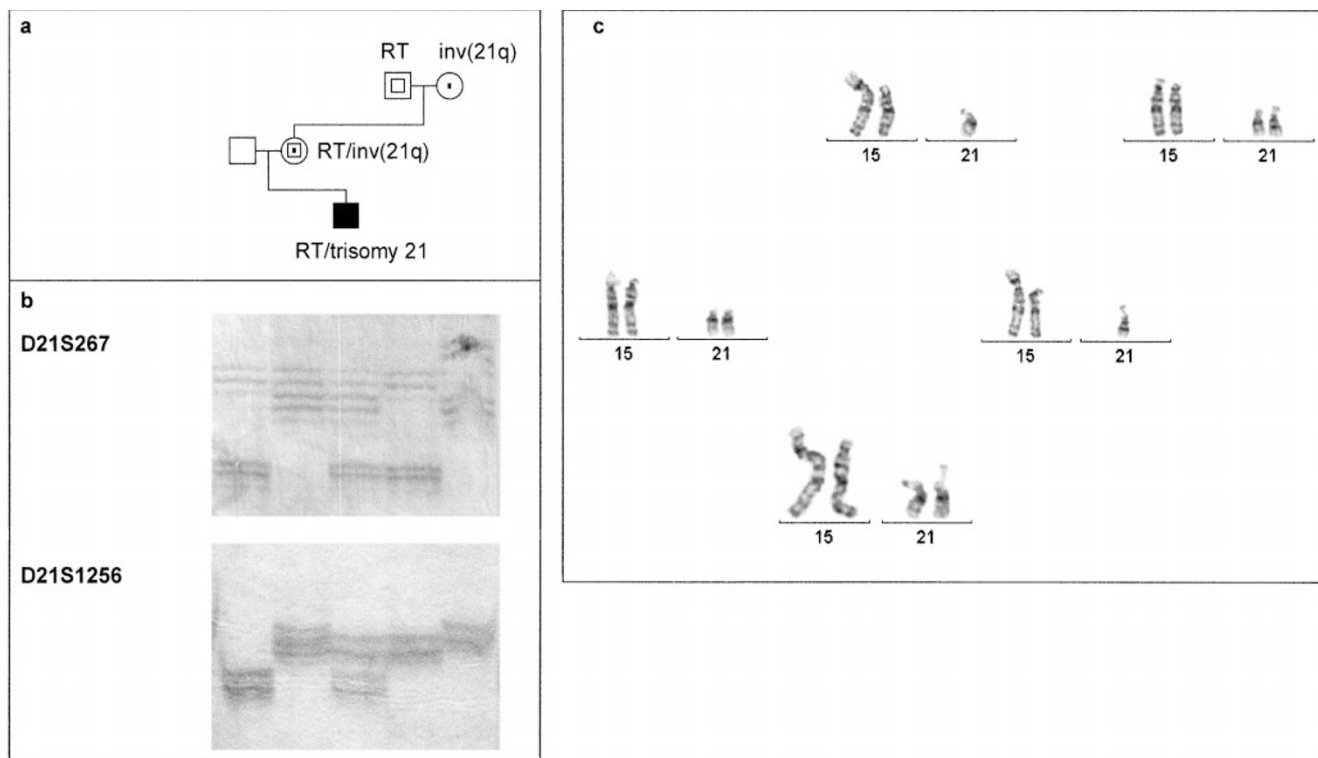 a
RT inv(21q)
RT/inv(21q)
RT/trisomy 21
b
D21S267
D21S1256
c
15 21 15 21
15 21 15 21
15 21